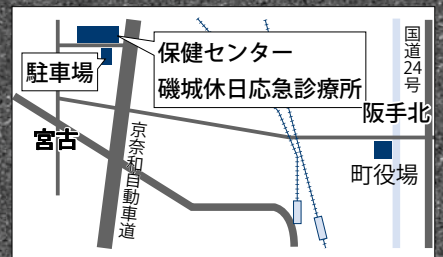 保健センター
磯城休日応急診療所
駐車場
国道24号
阪手北
宮古
京奈和自動車道
町役場